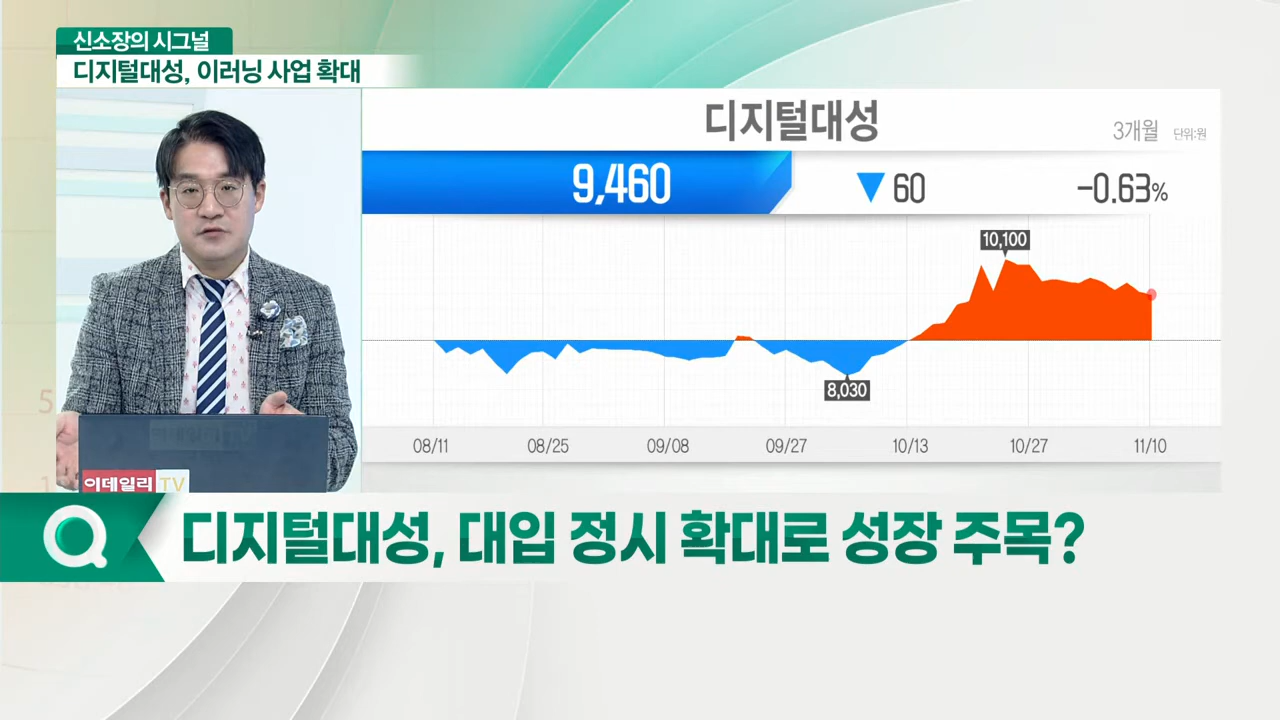 신소장의 시그널
디지털대성, 이러닝 사업 확대
디지털대성
3개월 단위:원
9,460 ▼ 60 -0.63%
10,100
8,030
08/11 08/25 09/08 09/27 10/13 10/27 11/10
이데일리 TV
디지털대성, 대입 정시 확대로 성장 주목?